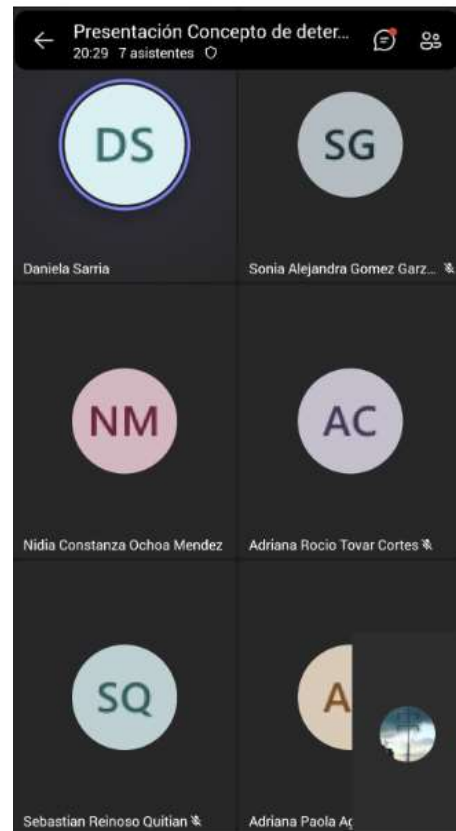 Presentación Concepto de deter...
20:29 7 asistentes
DS
SG
Daniela Sarria
Sonia Alejandra Gomez Garz...
NM
AC
Nidia Constanza Ochoa Mendez
Adriana Rocio Tovar Cortes
SQ
A
Sebastian Reinoso Quitian
Adriana Paola